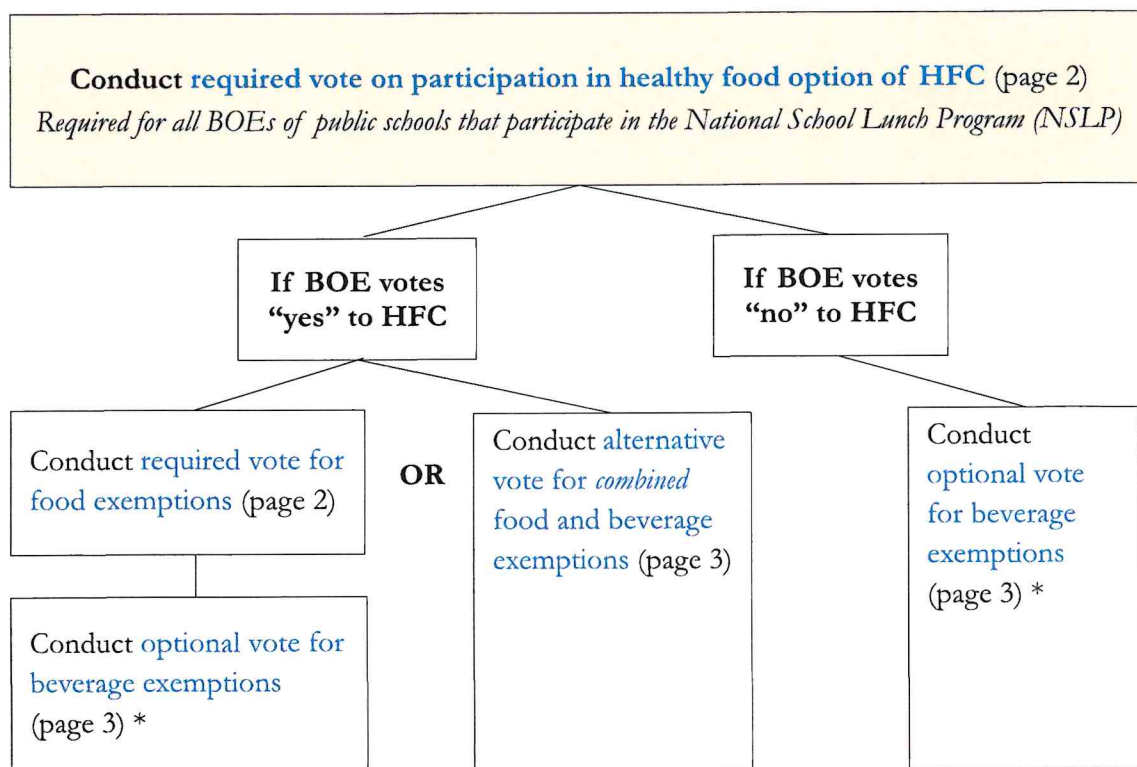 Conduct required vote on participation in healthy food option of HFC (page 2)
Required for all BOEs of public schools that participate in the National School Lunch Program (NSLP)
If BOE votes
“yes” to HFC
If BOE votes
“no” to HFC
Conduct required vote for
food exemptions (page 2)
OR
Conduct alternative
vote for combined
food and beverage
exemptions (page 3)
Conduct
optional vote
for beverage
exemptions
(page 3) *
Conduct optional vote for
beverage exemptions
(page 3) *